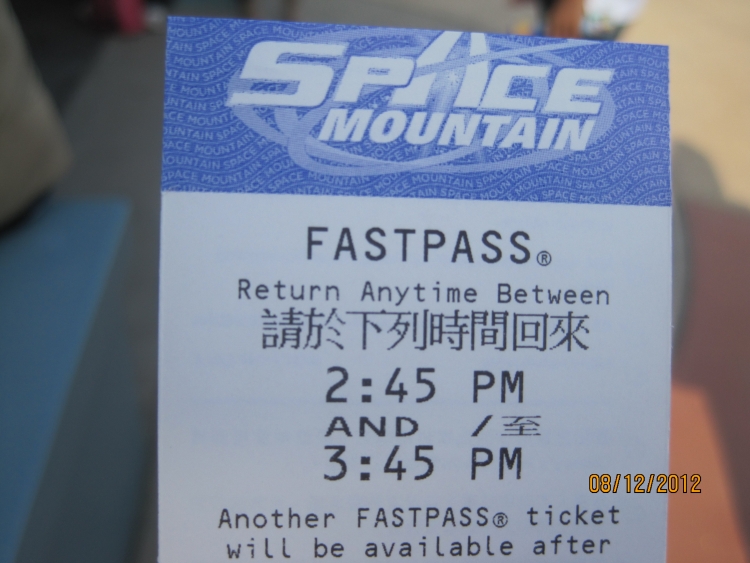 SPACE
MOUNTAIN
FASTPASS®
Return Anytime Between
請於下列時間回來
2:45 PM
AND /至
3:45 PM
Another FASTPASS® ticket
will be available after
08/12/2012